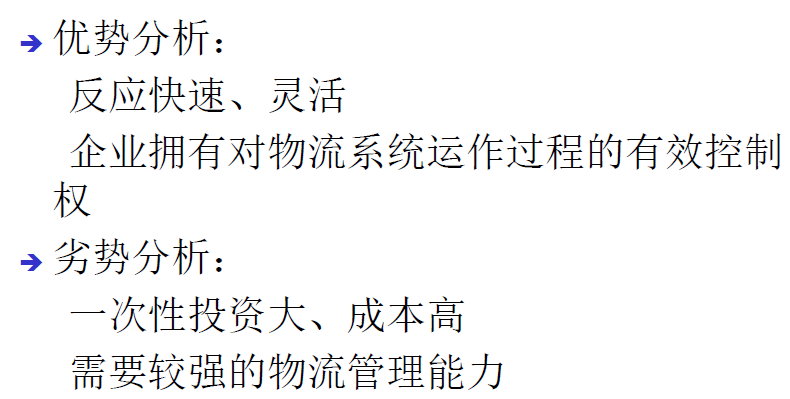 ➔ 优势分析：
反应快速、灵活
企业拥有对物流系统运作过程的有效控制
权
➔ 劣势分析：
一次性投资大、成本高
需要较强的物流管理能力